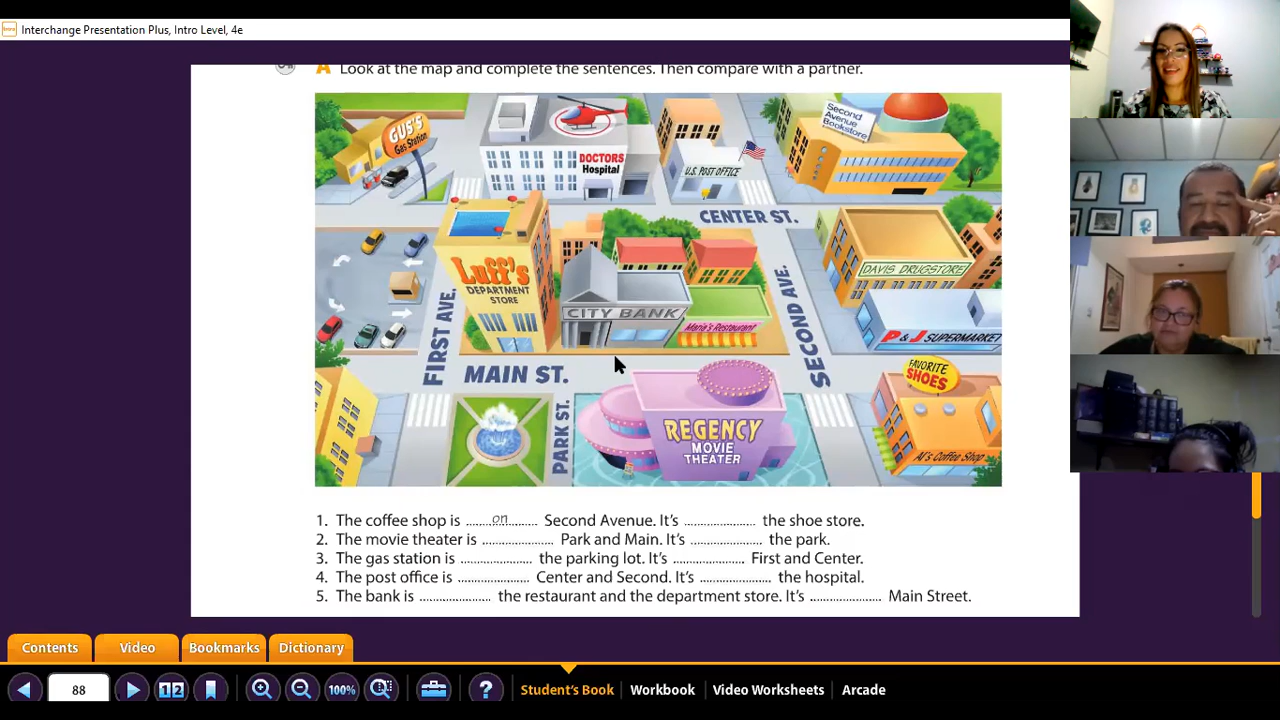 Interchange Presentation Plus, Intro Level, 4e
A Look at the map and complete the sentences. Then compare with a partner.
GUS'S
Gas Station
DOCTORS
Hospital
U.S. POST OFFICE
Second
Avenue
Bookstore
CENTER ST.
Luff's
DEPARTMENT
STORE
CITY BANK
Maria's Restaurant
DAVIS DRUGSTORE
P & J SUPERMARKET
FIRST AVE.
SECOND AVE.
MAIN ST.
PARK ST.
REGENCY
MOVIE
THEATER
FAVORITE
SHOES
Al's Coffee Shop
1. The coffee shop is ........on......... Second Avenue. It's ..................... the shoe store.
2. The movie theater is ..................... Park and Main. It's ..................... the park.
3. The gas station is ..................... the parking lot. It's ..................... First and Center.
4. The post office is ..................... Center and Second. It's ..................... the hospital.
5. The bank is ..................... the restaurant and the department store. It's ..................... Main Street.
Contents
Video
Bookmarks
Dictionary
88
1 2
100%
?
Student's Book
Workbook
Video Worksheets
Arcade